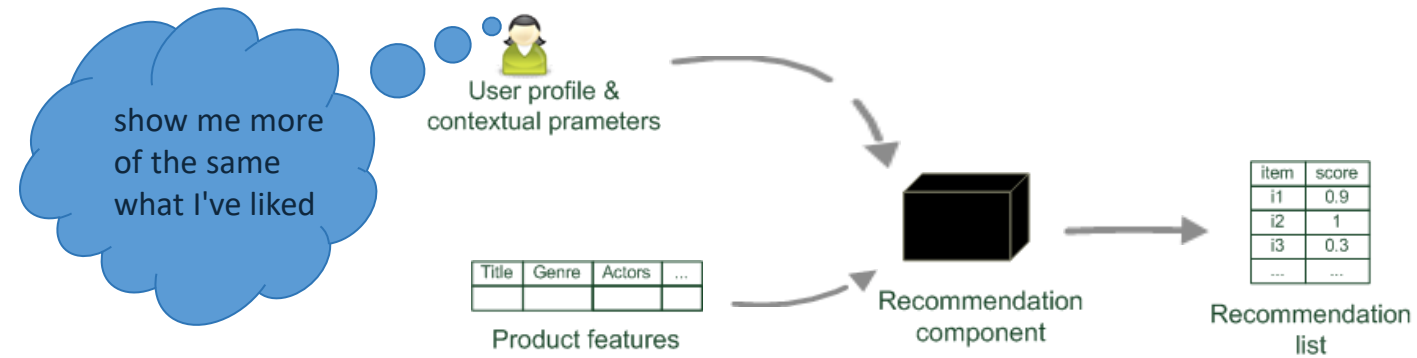 show me more
of the same
what I've liked
User profile &
contextual prameters
Title Genre Actors ...
Product features
Recommendation
component
item score
i1 0.9
i2 1
i3 0.3
... ...
Recommendation
list